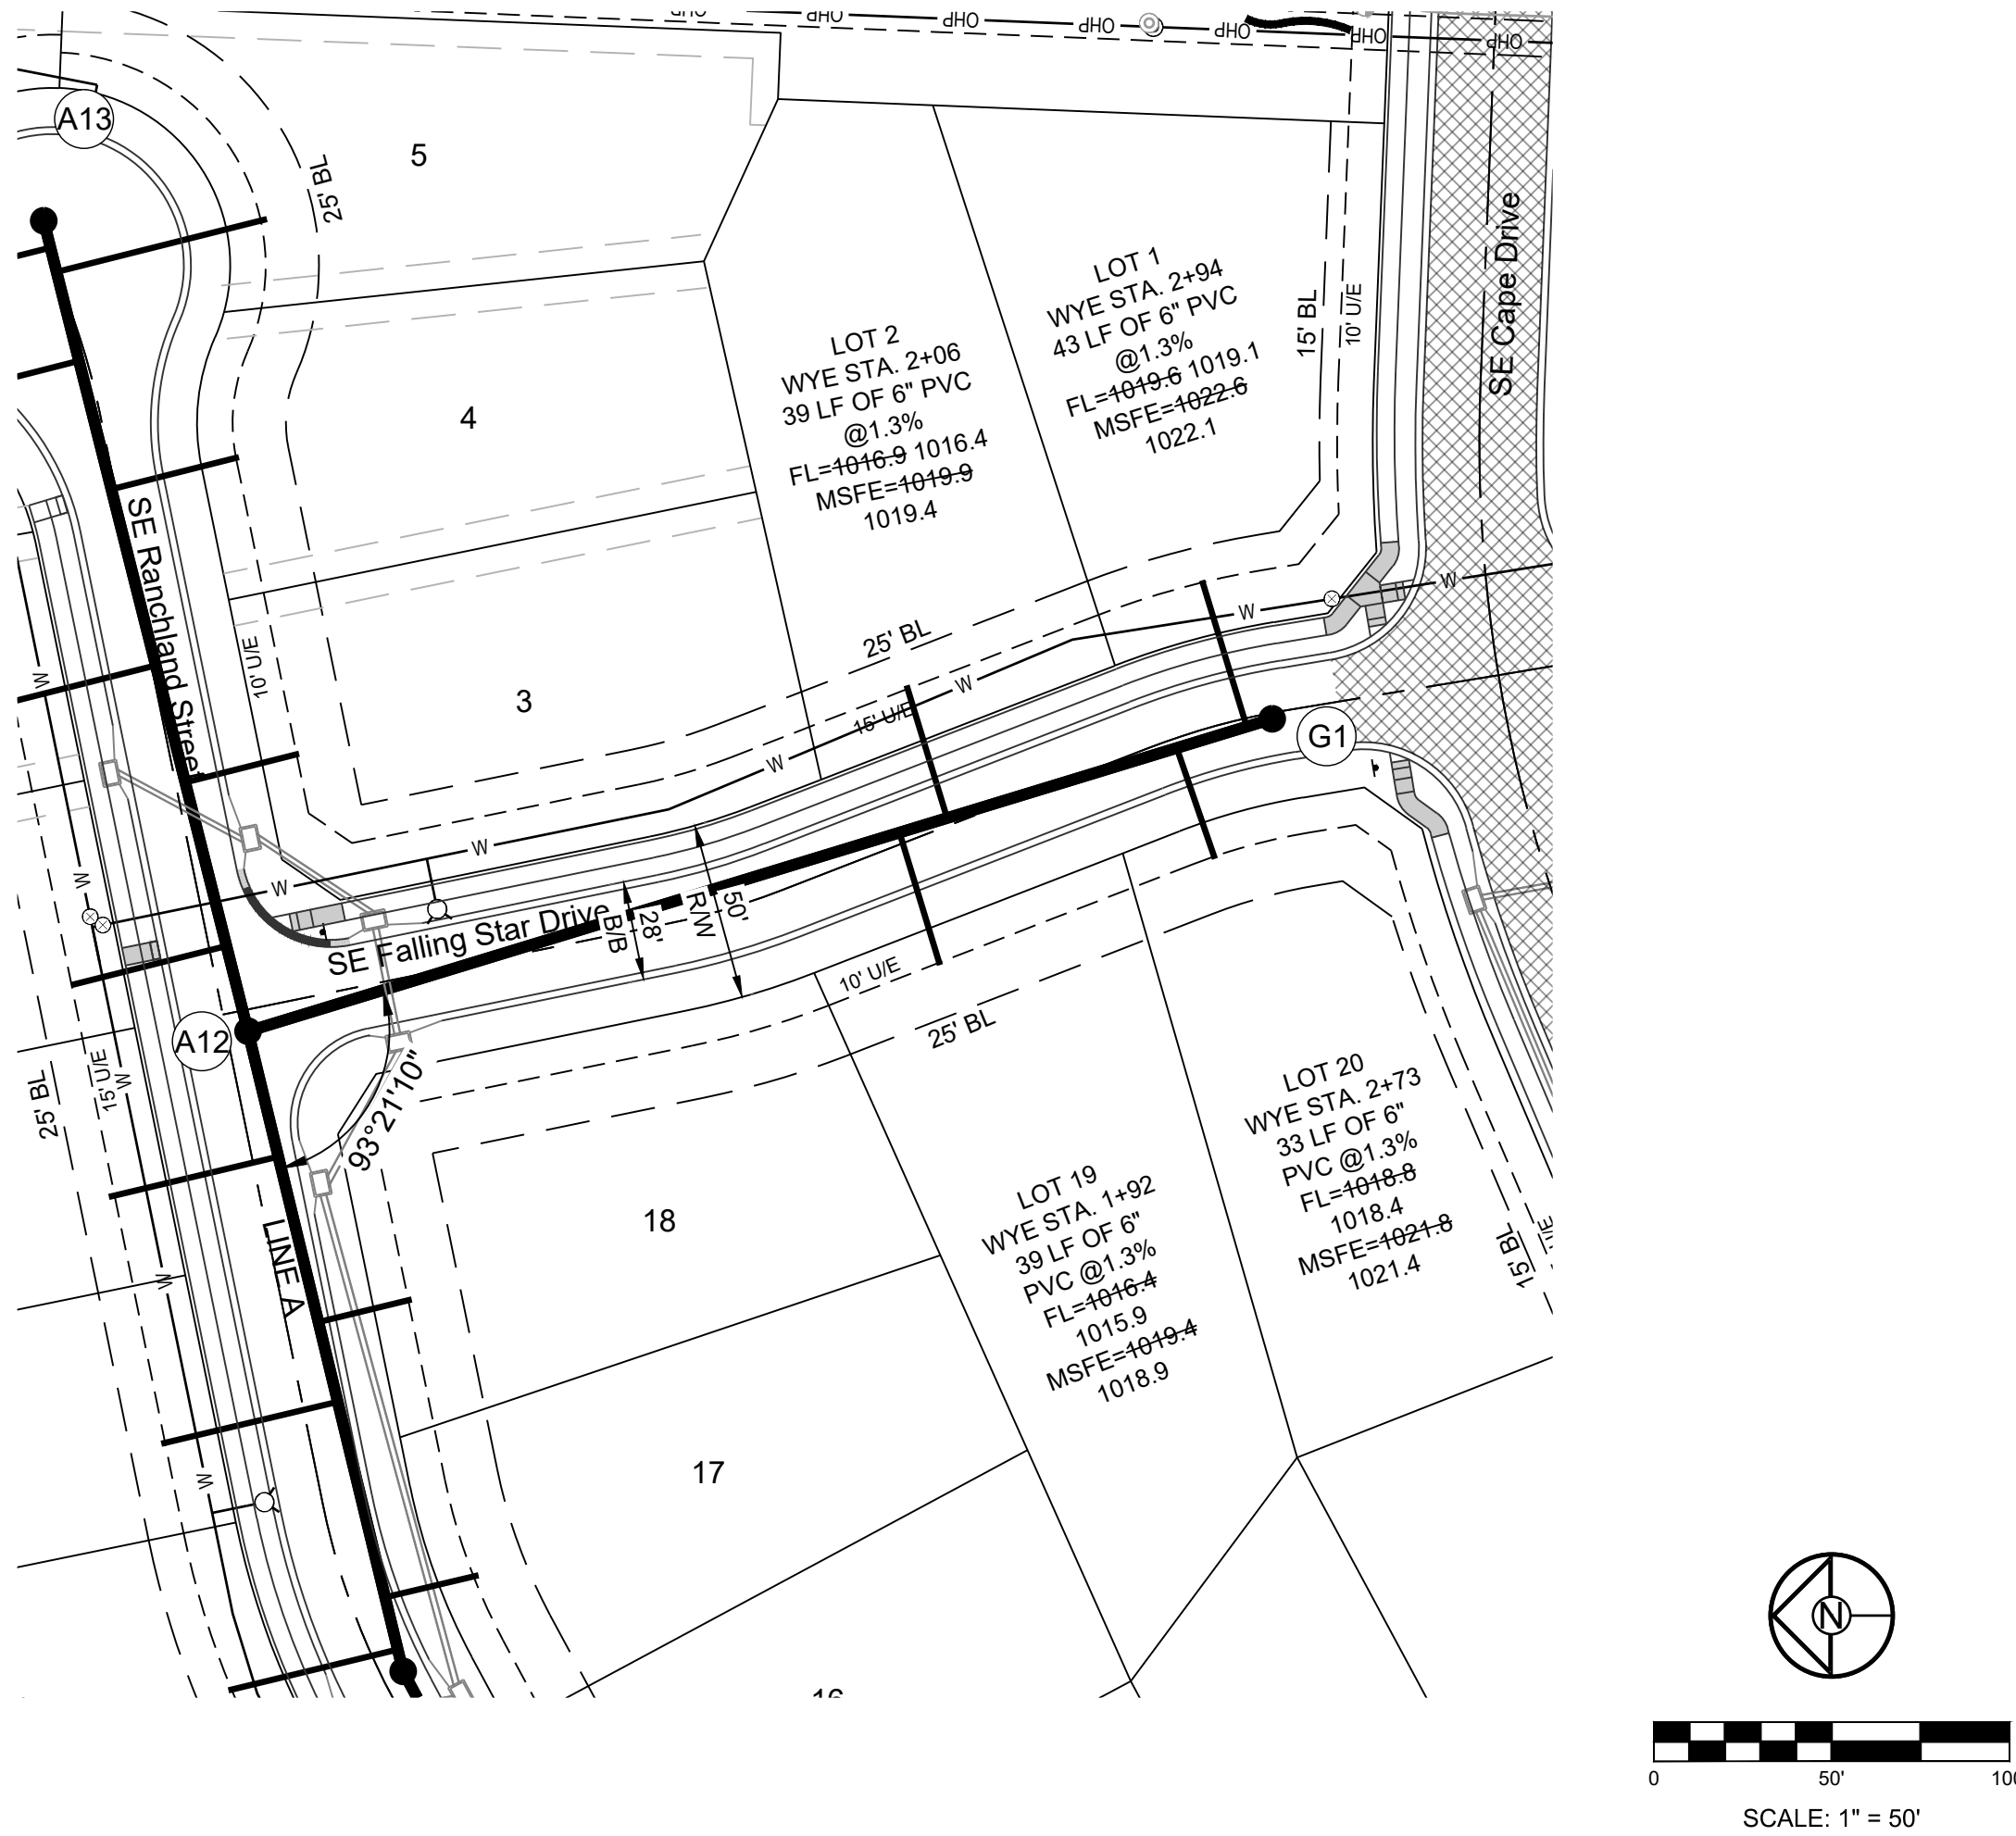 OHP OHP OHP OHP OHP OHP OHP
A13
5
25' BL
SE Cape Drive
LOT 1
WYE STA. 2+94
43 LF OF 6" PVC
@1.3%
FL=1019.6 1019.1
MSFE=1022.6
1022.1
15' BL
10' U/E
LOT 2
WYE STA. 2+06
39 LF OF 6" PVC
@1.3%
FL=1016.9 1016.4
MSFE=1019.9
1019.4
4
SE Ranchland Street
10' U/E
3
25' BL
15' U/E
W
W
W
W
W
W
W
W
G1
SE Falling Star Drive
28'
B/B
50'
R/W
10' U/E
25' BL
A12
93°21'10"
25' BL
15' U/E
W
W
W
LINE A
18
LOT 19
WYE STA. 1+92
39 LF OF 6"
PVC @1.3%
FL=1016.4
1015.9
MSFE=1019.4
1018.9
LOT 20
WYE STA. 2+73
33 LF OF 6"
PVC @1.3%
FL=1018.8
1018.4
MSFE=1021.8
1021.4
15' BL
17
16
N
0 50' 100
SCALE: 1" = 50'